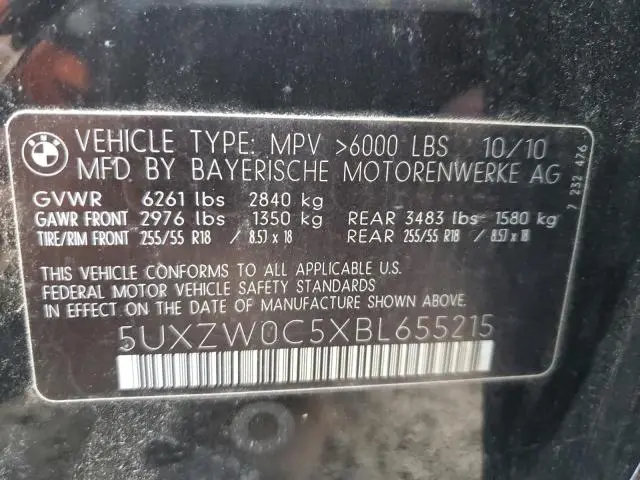 BMW
VEHICLE TYPE: MPV >6000 LBS 10/10
MFD BY BAYERISCHE MOTORENWERKE AG
GVWR 6261 lbs 2840 kg
GAWR FRONT 2976 lbs 1350 kg REAR 3483 lbs 1580 kg
TIRE/RIM FRONT 255/55 R18 / 8.57 x 18 REAR 255/55 R18 / 8.57 x 18
THIS VEHICLE CONFORMS TO ALL APPLICABLE U.S.
FEDERAL MOTOR VEHICLE SAFETY STANDARDS
IN EFFECT ON THE DATE OF MANUFACTURE SHOWN ABOVE.
5UXZW0C5XBL655215
7 232 476